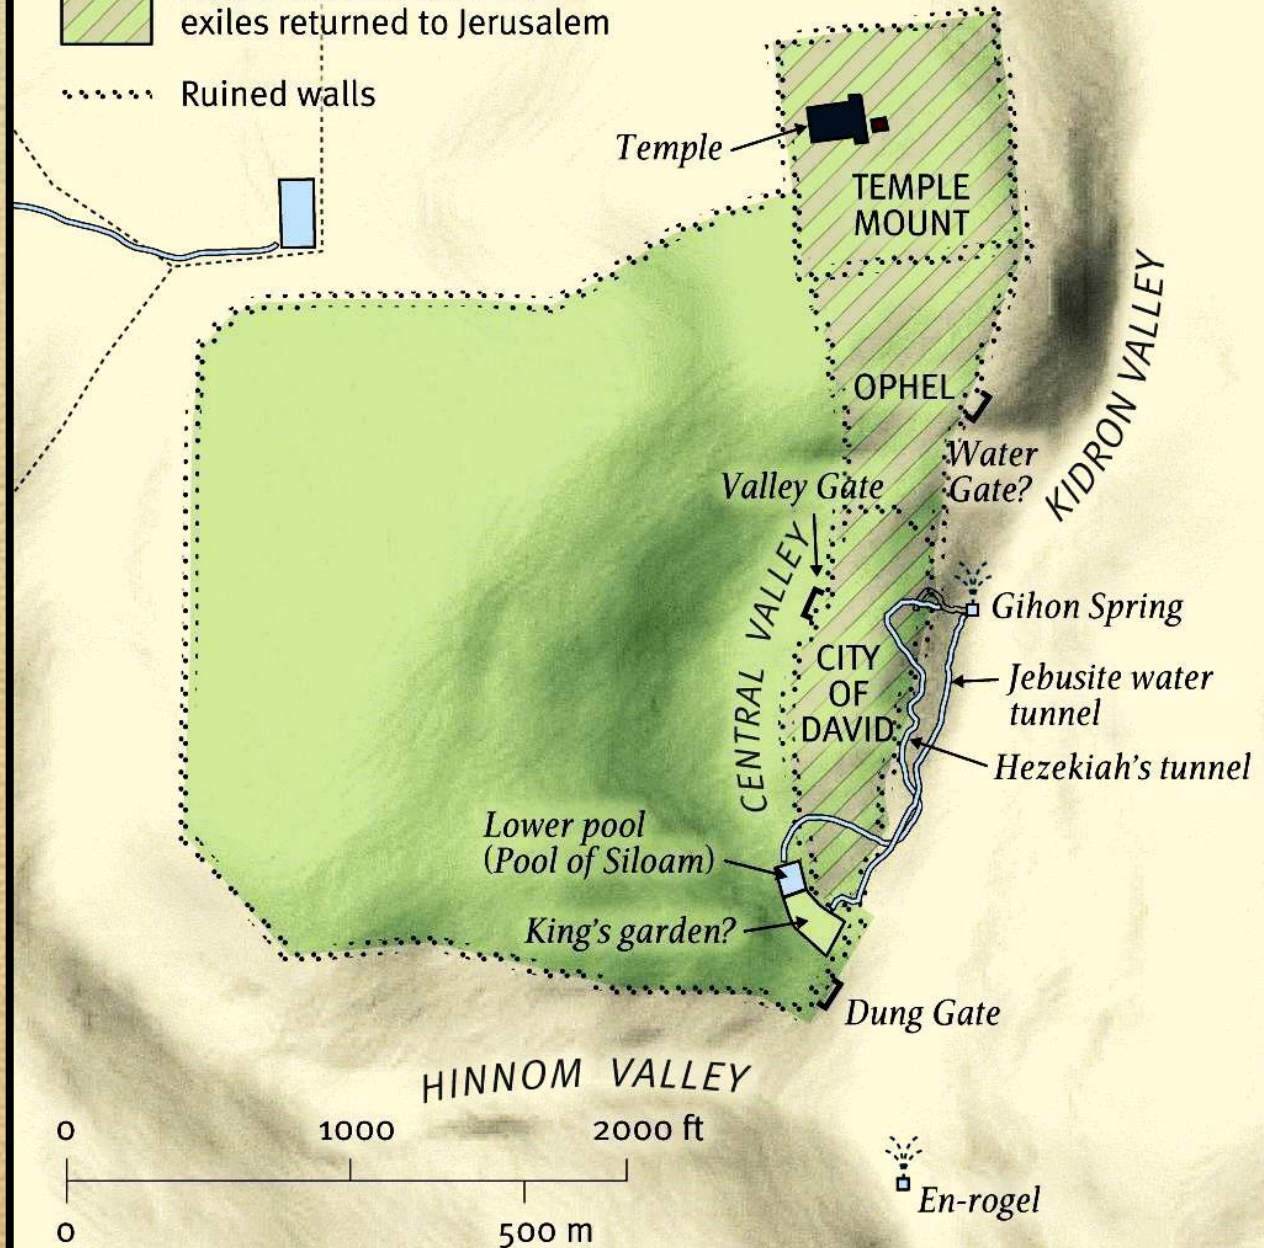 exiles returned to Jerusalem
Ruined walls
Temple
TEMPLE
MOUNT
KIDRON VALLEY
OPHEL
Water
Gate?
Valley Gate
CENTRAL VALLEY
Gihon Spring
CITY
OF
DAVID
Jebusite water
tunnel
Hezekiah's tunnel
Lower pool
(Pool of Siloam)
King's garden?
Dung Gate
HINNOM VALLEY
0 1000 2000 ft
0 500 m
En-rogel